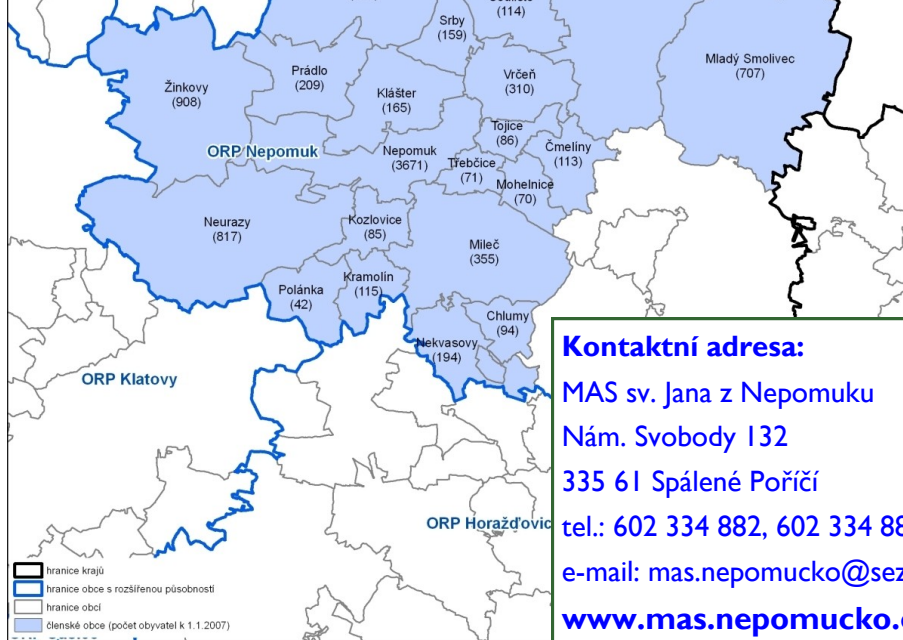 (114)
Srby
(159)
Mladý Smolivec
(707)
Žinkovy
(908)
Prádlo
(209)
Klášter
(165)
Vrčeň
(310)
Tojice
(86)
Čmelíny
(113)
ORP Nepomuk
Nepomuk
(3671)
Třebčice
(71)
Mohelnice
(70)
Neurazy
(817)
Kozlovice
(85)
Mileč
(355)
Polánka
(42)
Kramolín
(115)
Chlumy
(94)
Nekvasovy
(194)
ORP Klatovy
ORP Horažďovic
Kontaktní adresa:
MAS sv. Jana z Nepomuku
Nám. Svobody 132
335 61 Spálené Poříčí
tel.: 602 334 882, 602 334 88
e-mail: mas.nepomucko@sez
www.mas.nepomucko.
hranice krajů
hranice obce s rozšířenou působností
hranice obcí
členské obce (počet obyvatel k 1.1.2007)